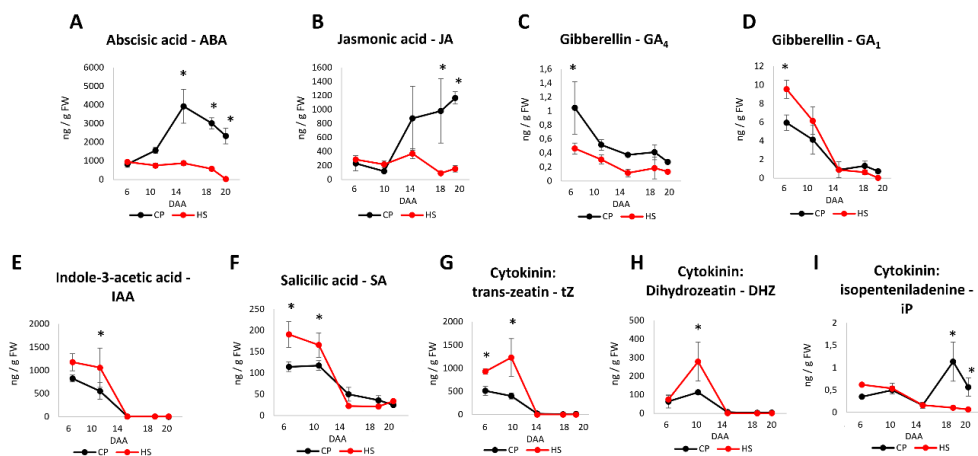 A
Abscisic acid - ABA
ng / g FW
6000
5000
4000
3000
2000
1000
0
*
*
*
6 11 14 18 20
DAA
CP HS
B
Jasmonic acid - JA
ng / g FW
1600
1400
1200
1000
800
600
400
200
0
*
*
6 10 14 18 20
DAA
CP HS
C
Gibberellin - GA4
ng / g FW
1,6
1,4
1,2
1
0,8
0,6
0,4
0,2
0
*
6 11 14 18 20
DAA
CP HS
D
Gibberellin - GA1
ng / g FW
12
10
8
6
4
2
0
*
6 11 14 18 20
DAA
CP HS
E
Indole-3-acetic acid -
IAA
ng / g FW
2000
1500
1000
500
0
*
6 11 14 18 20
DAA
CP HS
F
Salicilic acid - SA
ng / g FW
250
200
150
100
50
0
*
*
6 11 14 18 20
DAA
CP HS
G
Cytokinin:
trans-zeatin - tZ
ng / g FW
2000
1500
1000
500
0
*
*
6 10 14 18 20
DAA
CP HS
H
Cytokinin:
Dihydrozeatin - DHZ
ng / g FW
500
400
300
200
100
0
*
6 10 14 18 20
DAA
CP HS
I
Cytokinin:
isopenteniladenine -
iP
ng / g FW
2
1,5
1
0,5
0
*
*
6 10 14 18 20
DAA
CP HS